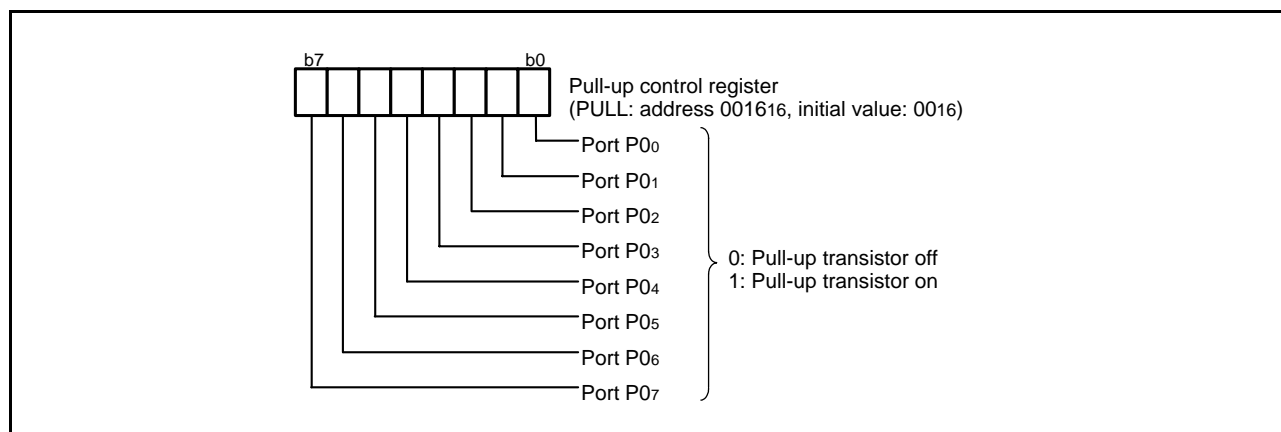 b7 b0
Pull-up control register
(PULL: address 001616, initial value: 0016)
Port P00
Port P01
Port P02
Port P03
Port P04
Port P05
Port P06
Port P07
0: Pull-up transistor off
1: Pull-up transistor on